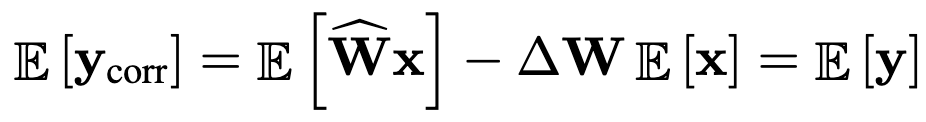 𝔼 [𝐲_corr] = 𝔼 [𝐖̂𝐱] − Δ𝐖 𝔼 [𝐱] = 𝔼 [𝐲]